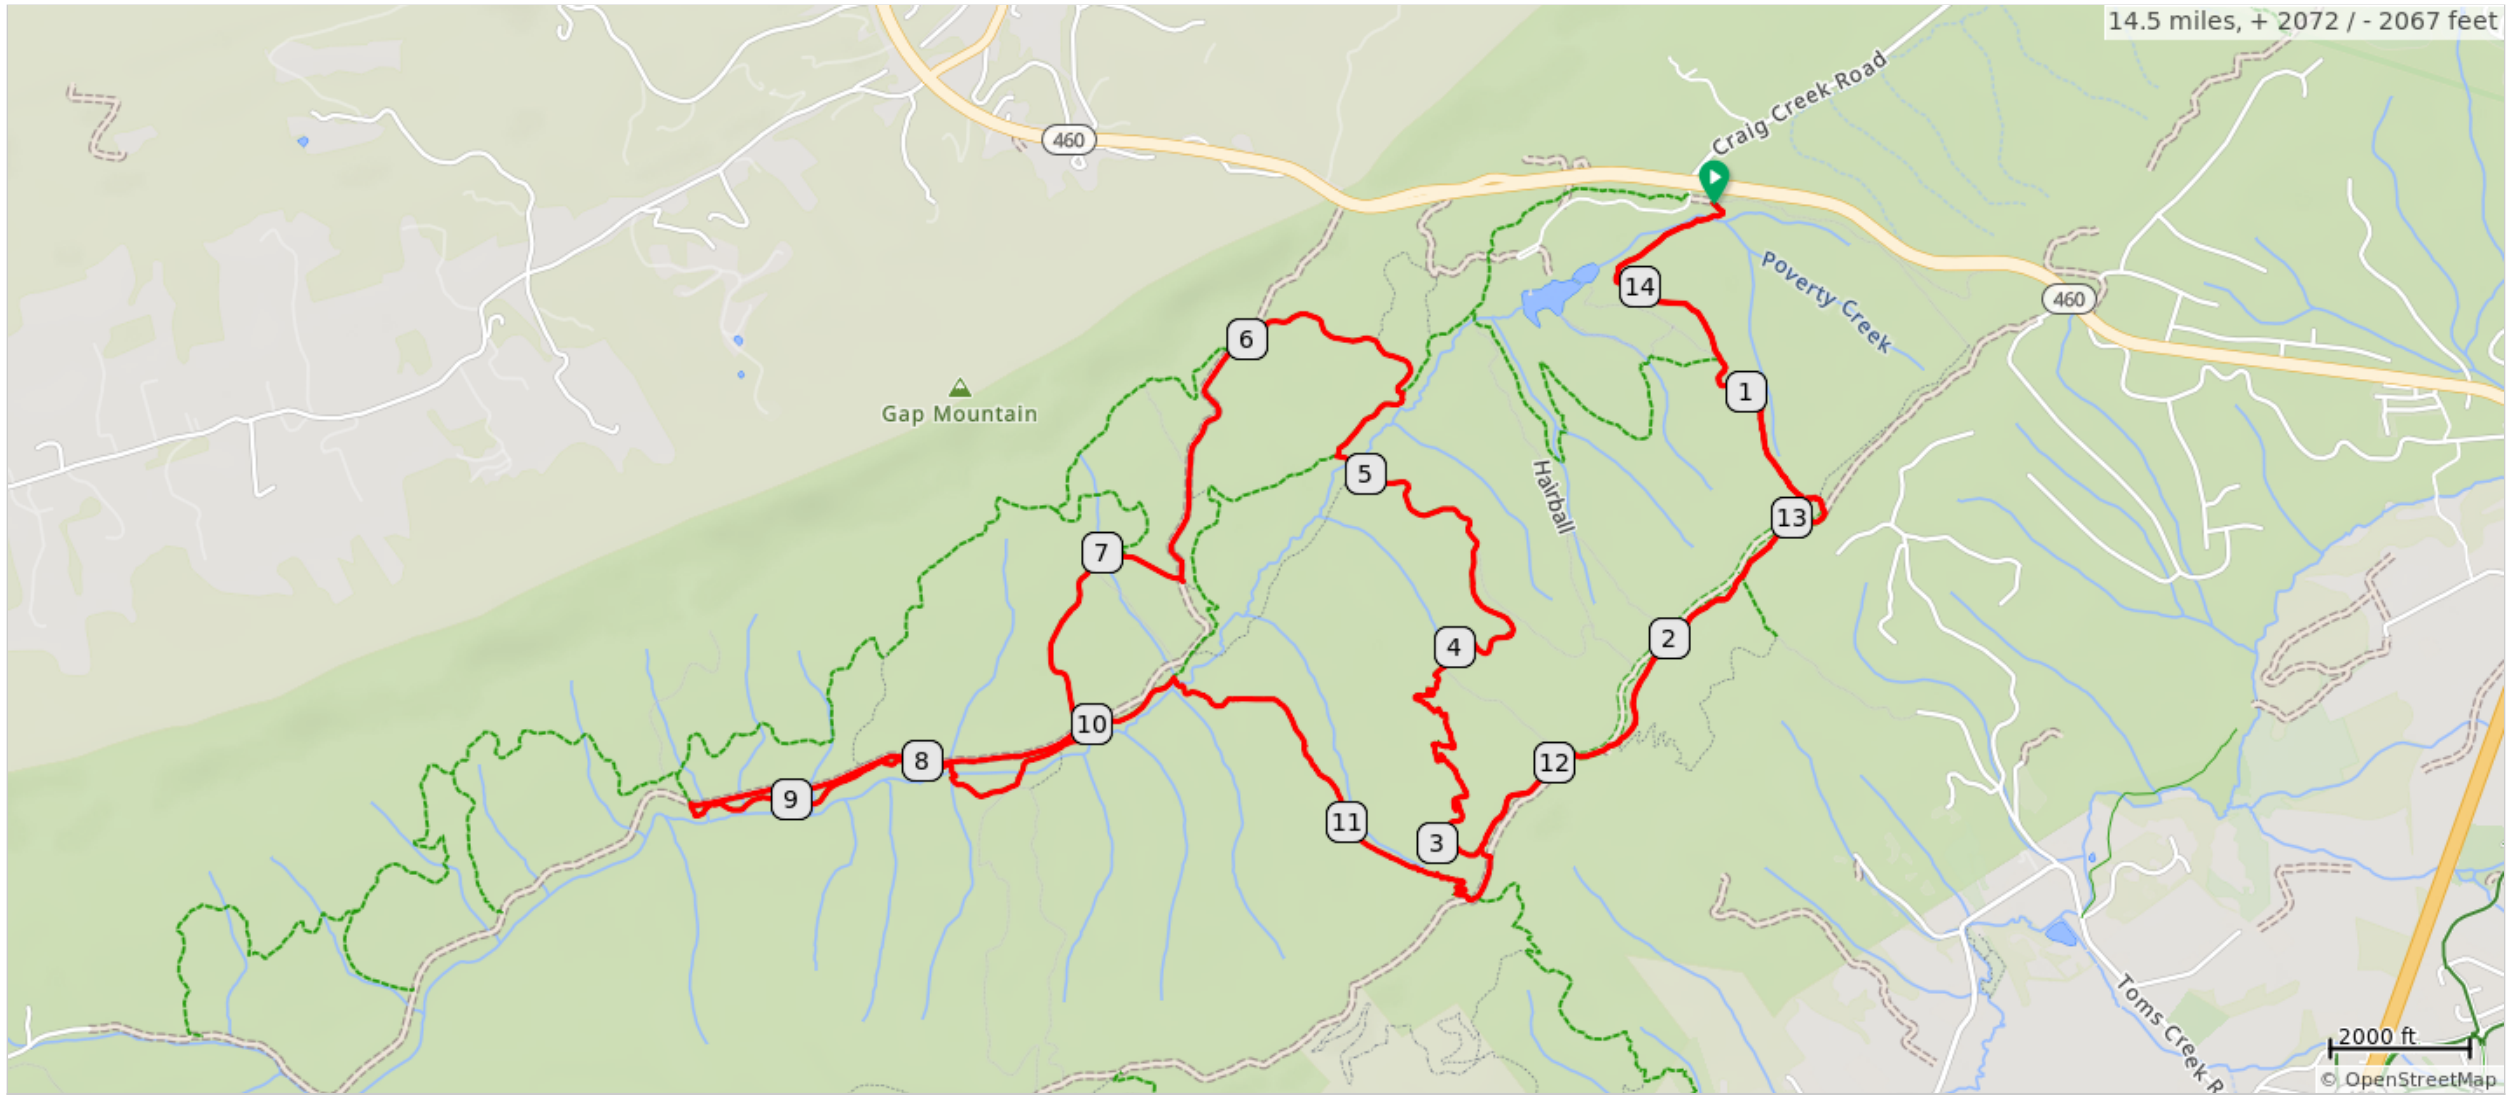 14.5 miles, + 2072 / - 2067 feet
Craig Creek Road
460
14
Poverty Creek
460
6
1
Gap Mountain
5
Hairball
13
7
2
4
10
12
8
9
11
3
Toms Creek R
2000 ft
© OpenStreetMap